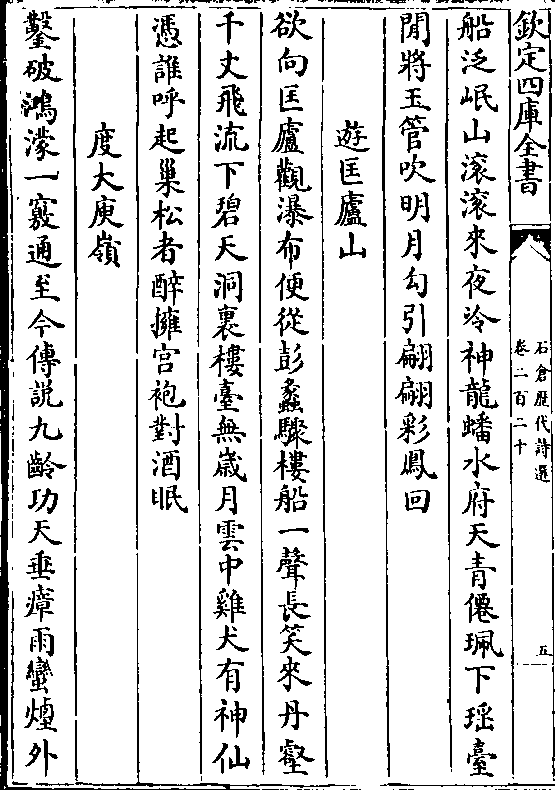 欽定四庫全書
石倉歴代詩選
卷二百二十
五
船泛岷山滚滚來夜泠神龍蟠水府天青僊珮下瑶臺
閒將玉管吹明月勾引翩翩彩鳳回
遊匡廬山
欲向匡廬觀瀑布便從彭蠡驟樓船一聲長笑來丹壑
千丈飛流下碧天洞裏樓臺無歲月雲中雞犬有神仙
憑誰呼起巢松者醉擁宫袍對酒眠
度大庾嶺
鑿破鴻濛一竅通至今傳説九齡功天垂瘴雨蠻煙外